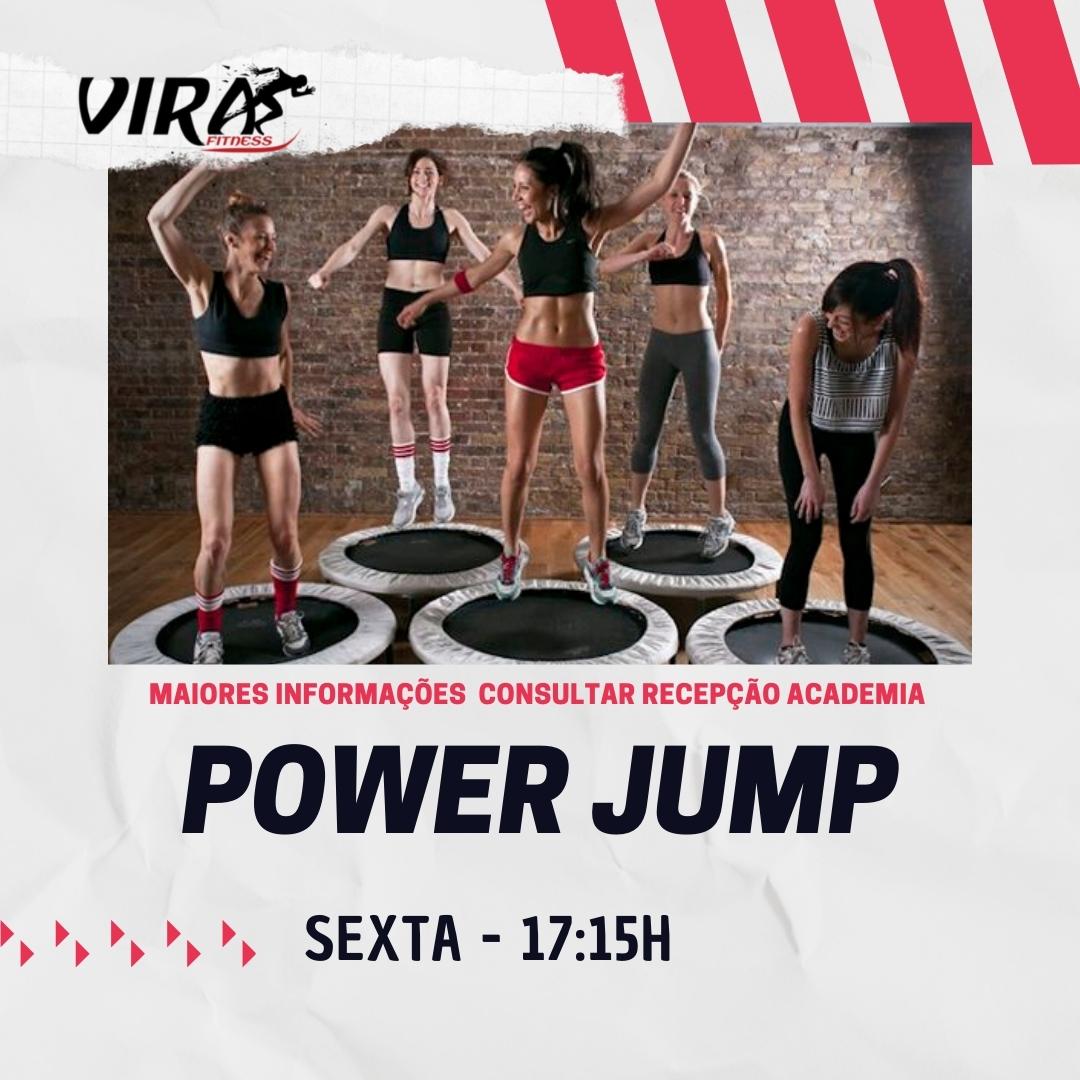 VIRA
FITNESS
MAIORES INFORMAÇÕES CONSULTAR RECEPÇÃO ACADEMIA
POWER JUMP
SEXTA - 17:15H